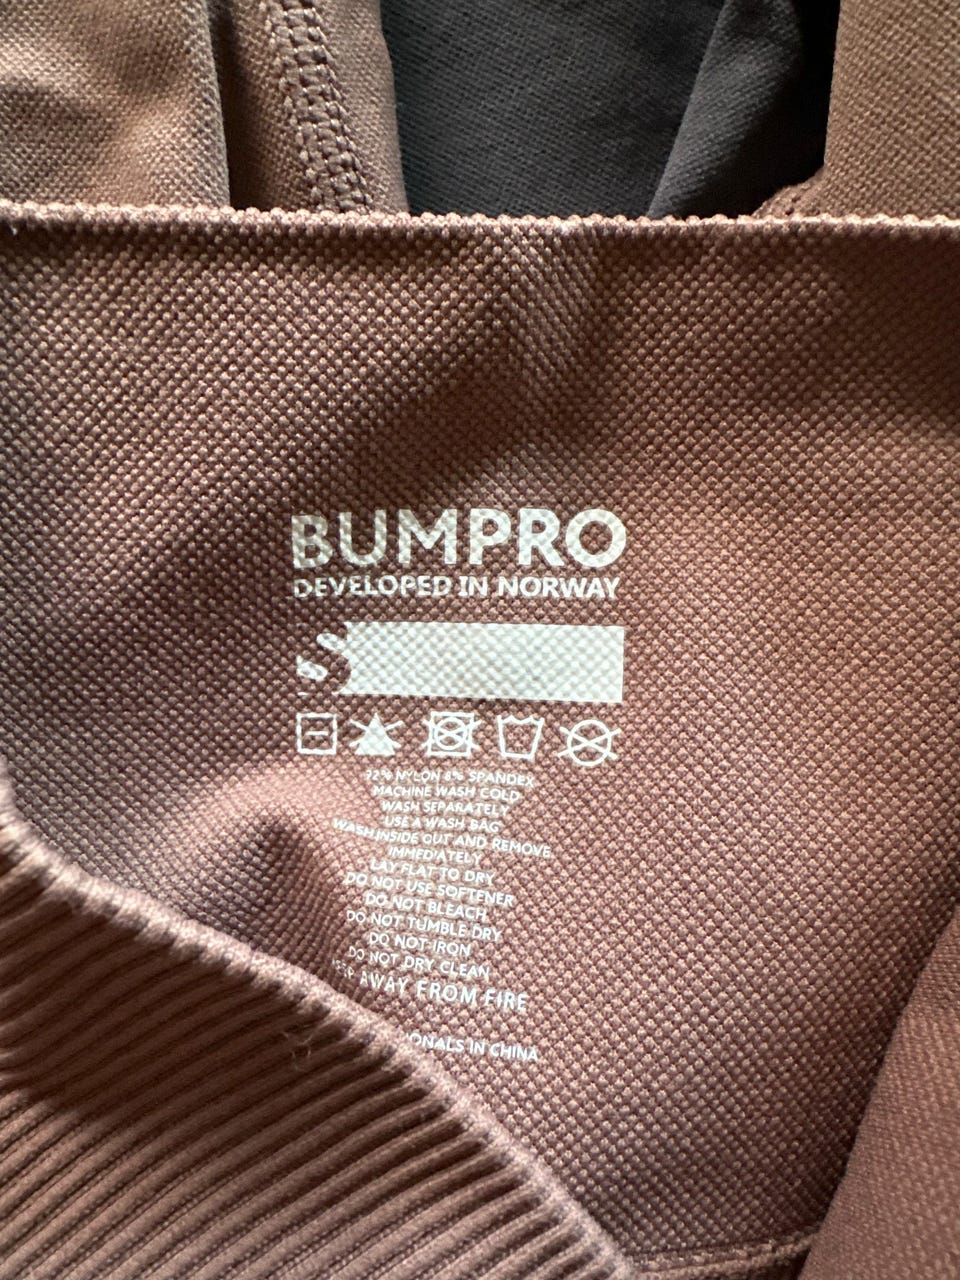 BUMPRO
DEVELOPED IN NORWAY
S
92% NYLON 8% SPANDEX
MACHINE WASH COLD
WASH SEPARATELY
USE A WASH BAG
WASH INSIDE OUT AND REMOVE
IMMEDIATELY
LAY FLAT TO DRY
DO NOT USE SOFTENER
DO NOT BLEACH
DO NOT TUMBLE DRY
DO NOT IRON
DO NOT DRY CLEAN
AWAY FROM FIRE
IN CHINA